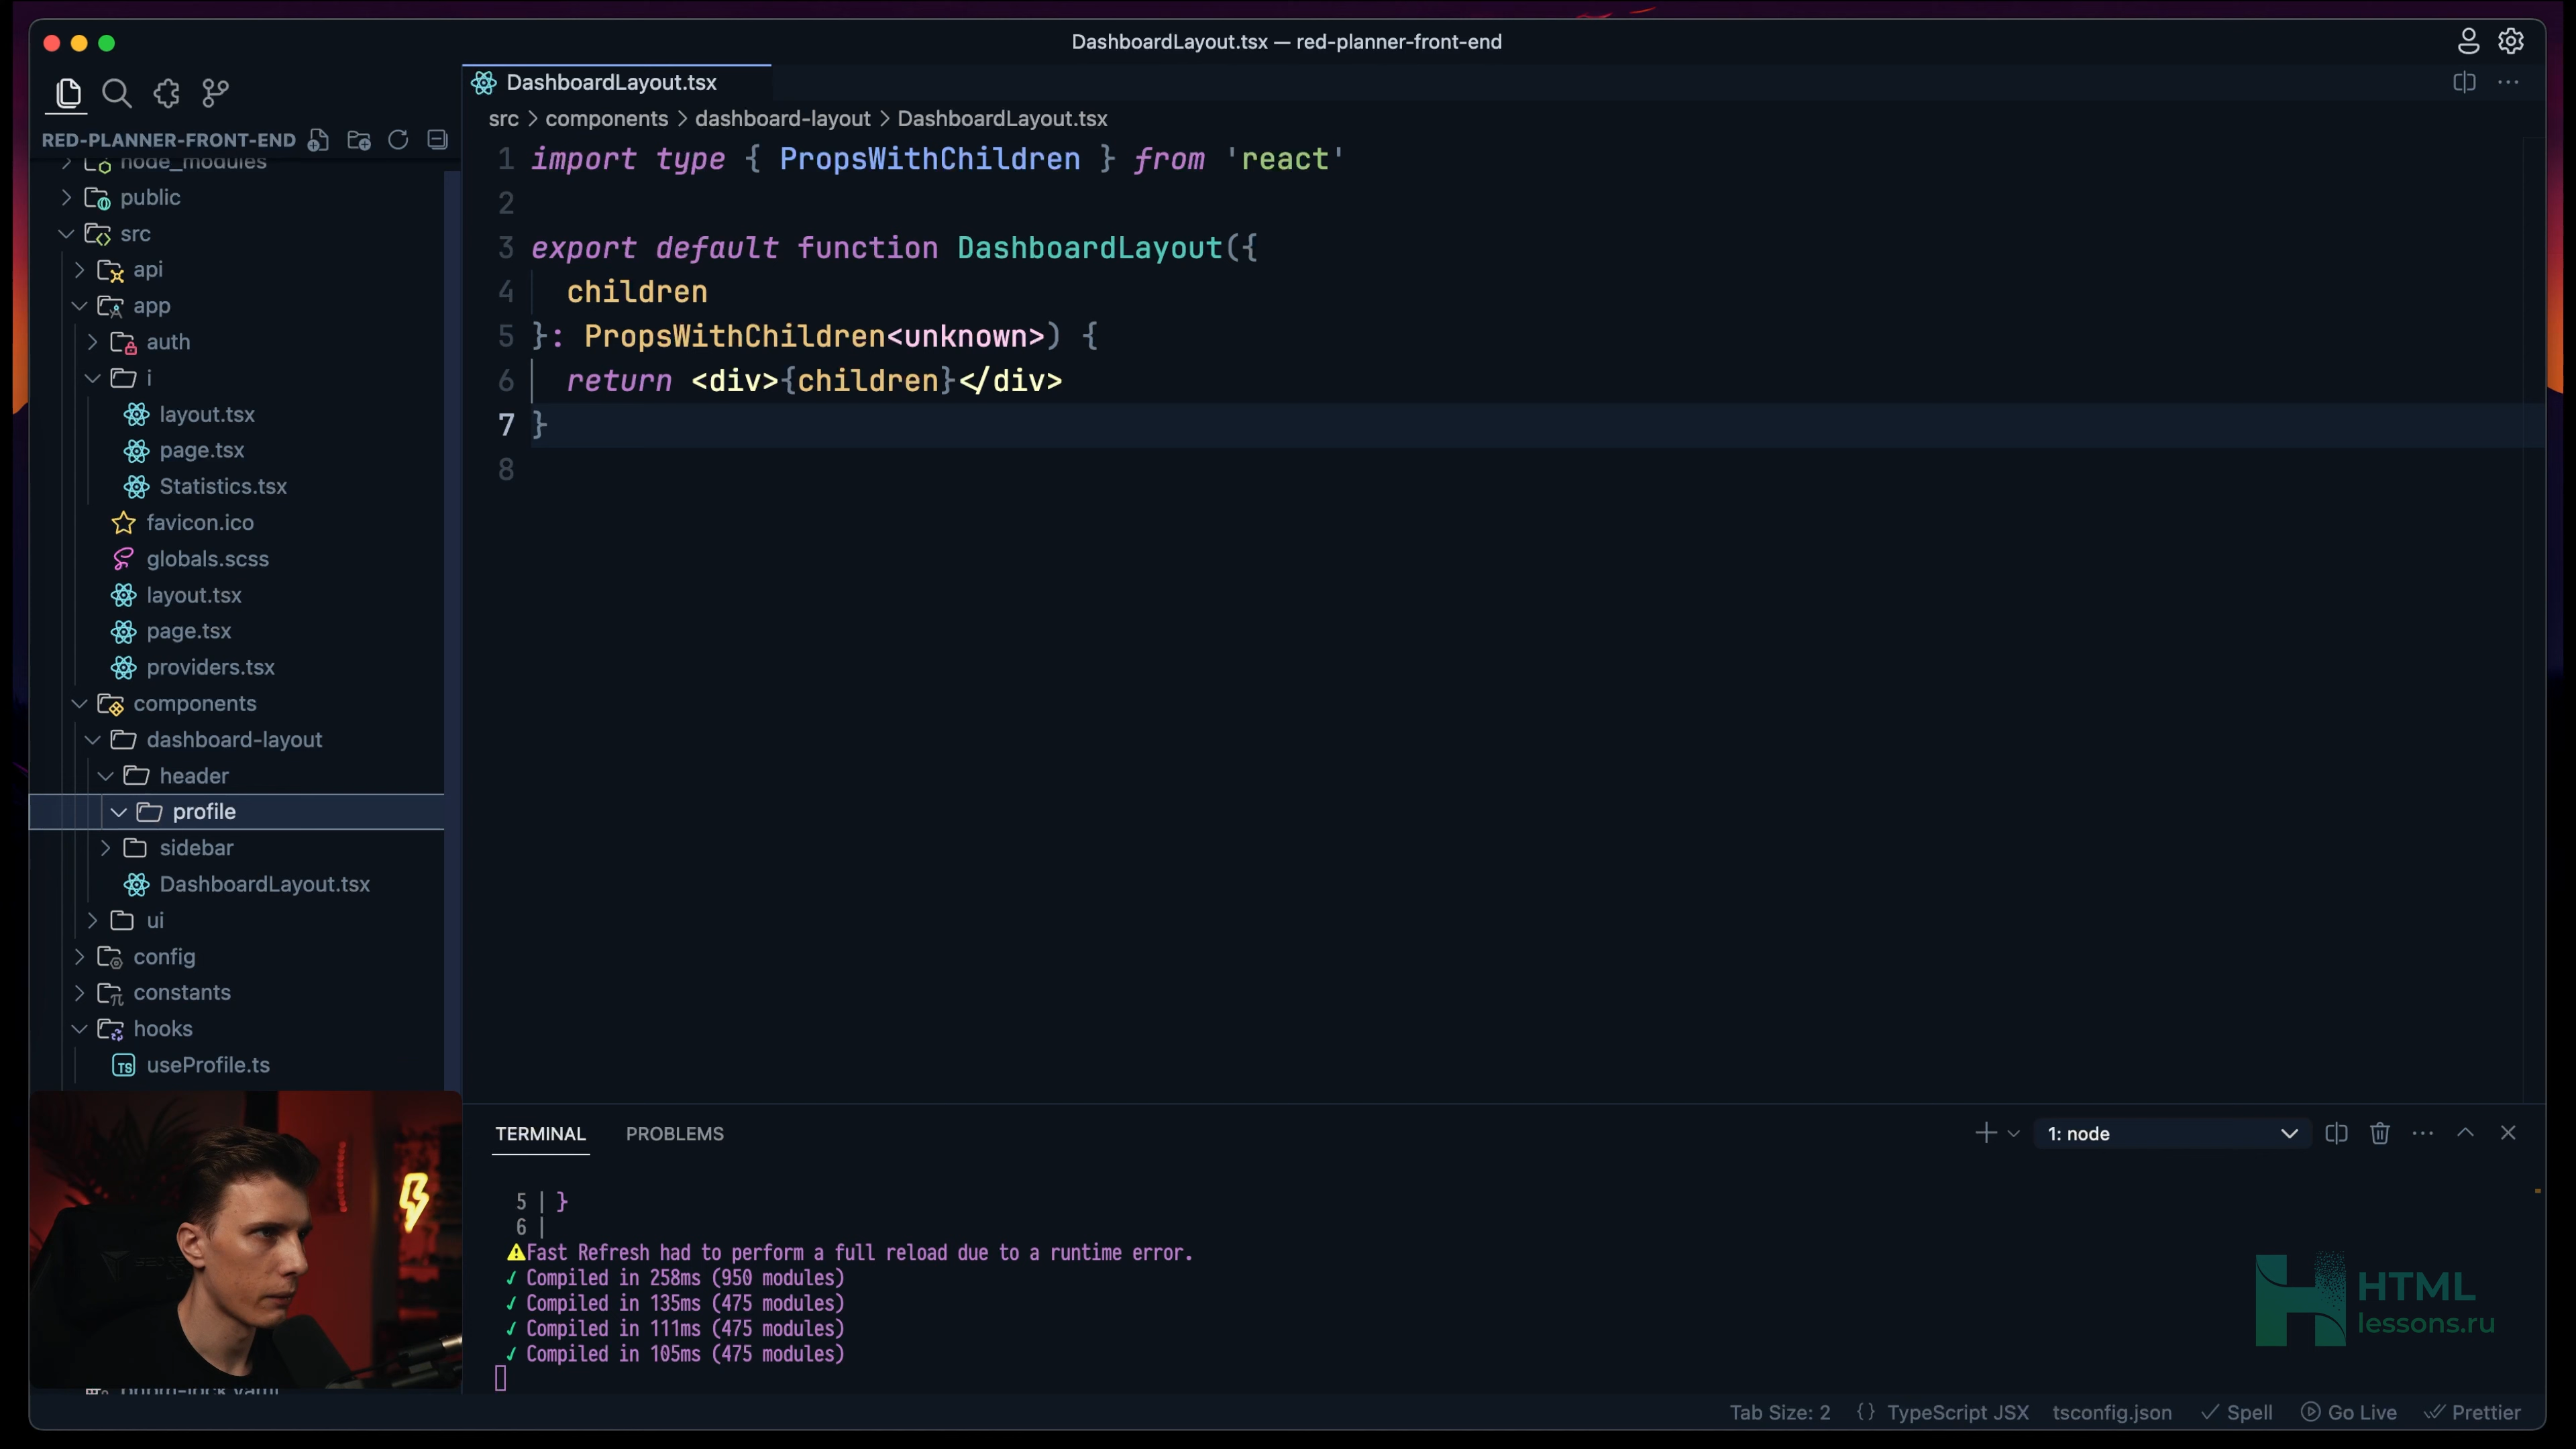 DashboardLayout.tsx — red-planner-front-end
DashboardLayout.tsx
RED-PLANNER-FRONT-END
src > components > dashboard-layout > DashboardLayout.tsx
node_modules
public
src
api
app
auth
i
layout.tsx
page.tsx
Statistics.tsx
favicon.ico
globals.scss
layout.tsx
page.tsx
providers.tsx
components
dashboard-layout
header
profile
sidebar
DashboardLayout.tsx
ui
config
constants
hooks
useProfile.ts
pnpm-lock.yaml
1 import type { PropsWithChildren } from 'react'
2
3 export default function DashboardLayout({
4 children
5 }: PropsWithChildren<unknown>) {
6 return <div>{children}</div>
7 }
8
TERMINAL PROBLEMS
1: node
5 | }
6 |
⚠Fast Refresh had to perform a full reload due to a runtime error.
✓ Compiled in 258ms (950 modules)
✓ Compiled in 135ms (475 modules)
✓ Compiled in 111ms (475 modules)
✓ Compiled in 105ms (475 modules)
HTML
lessons.ru
Tab Size: 2 {} TypeScript JSX tsconfig.json Spell Go Live Prettier